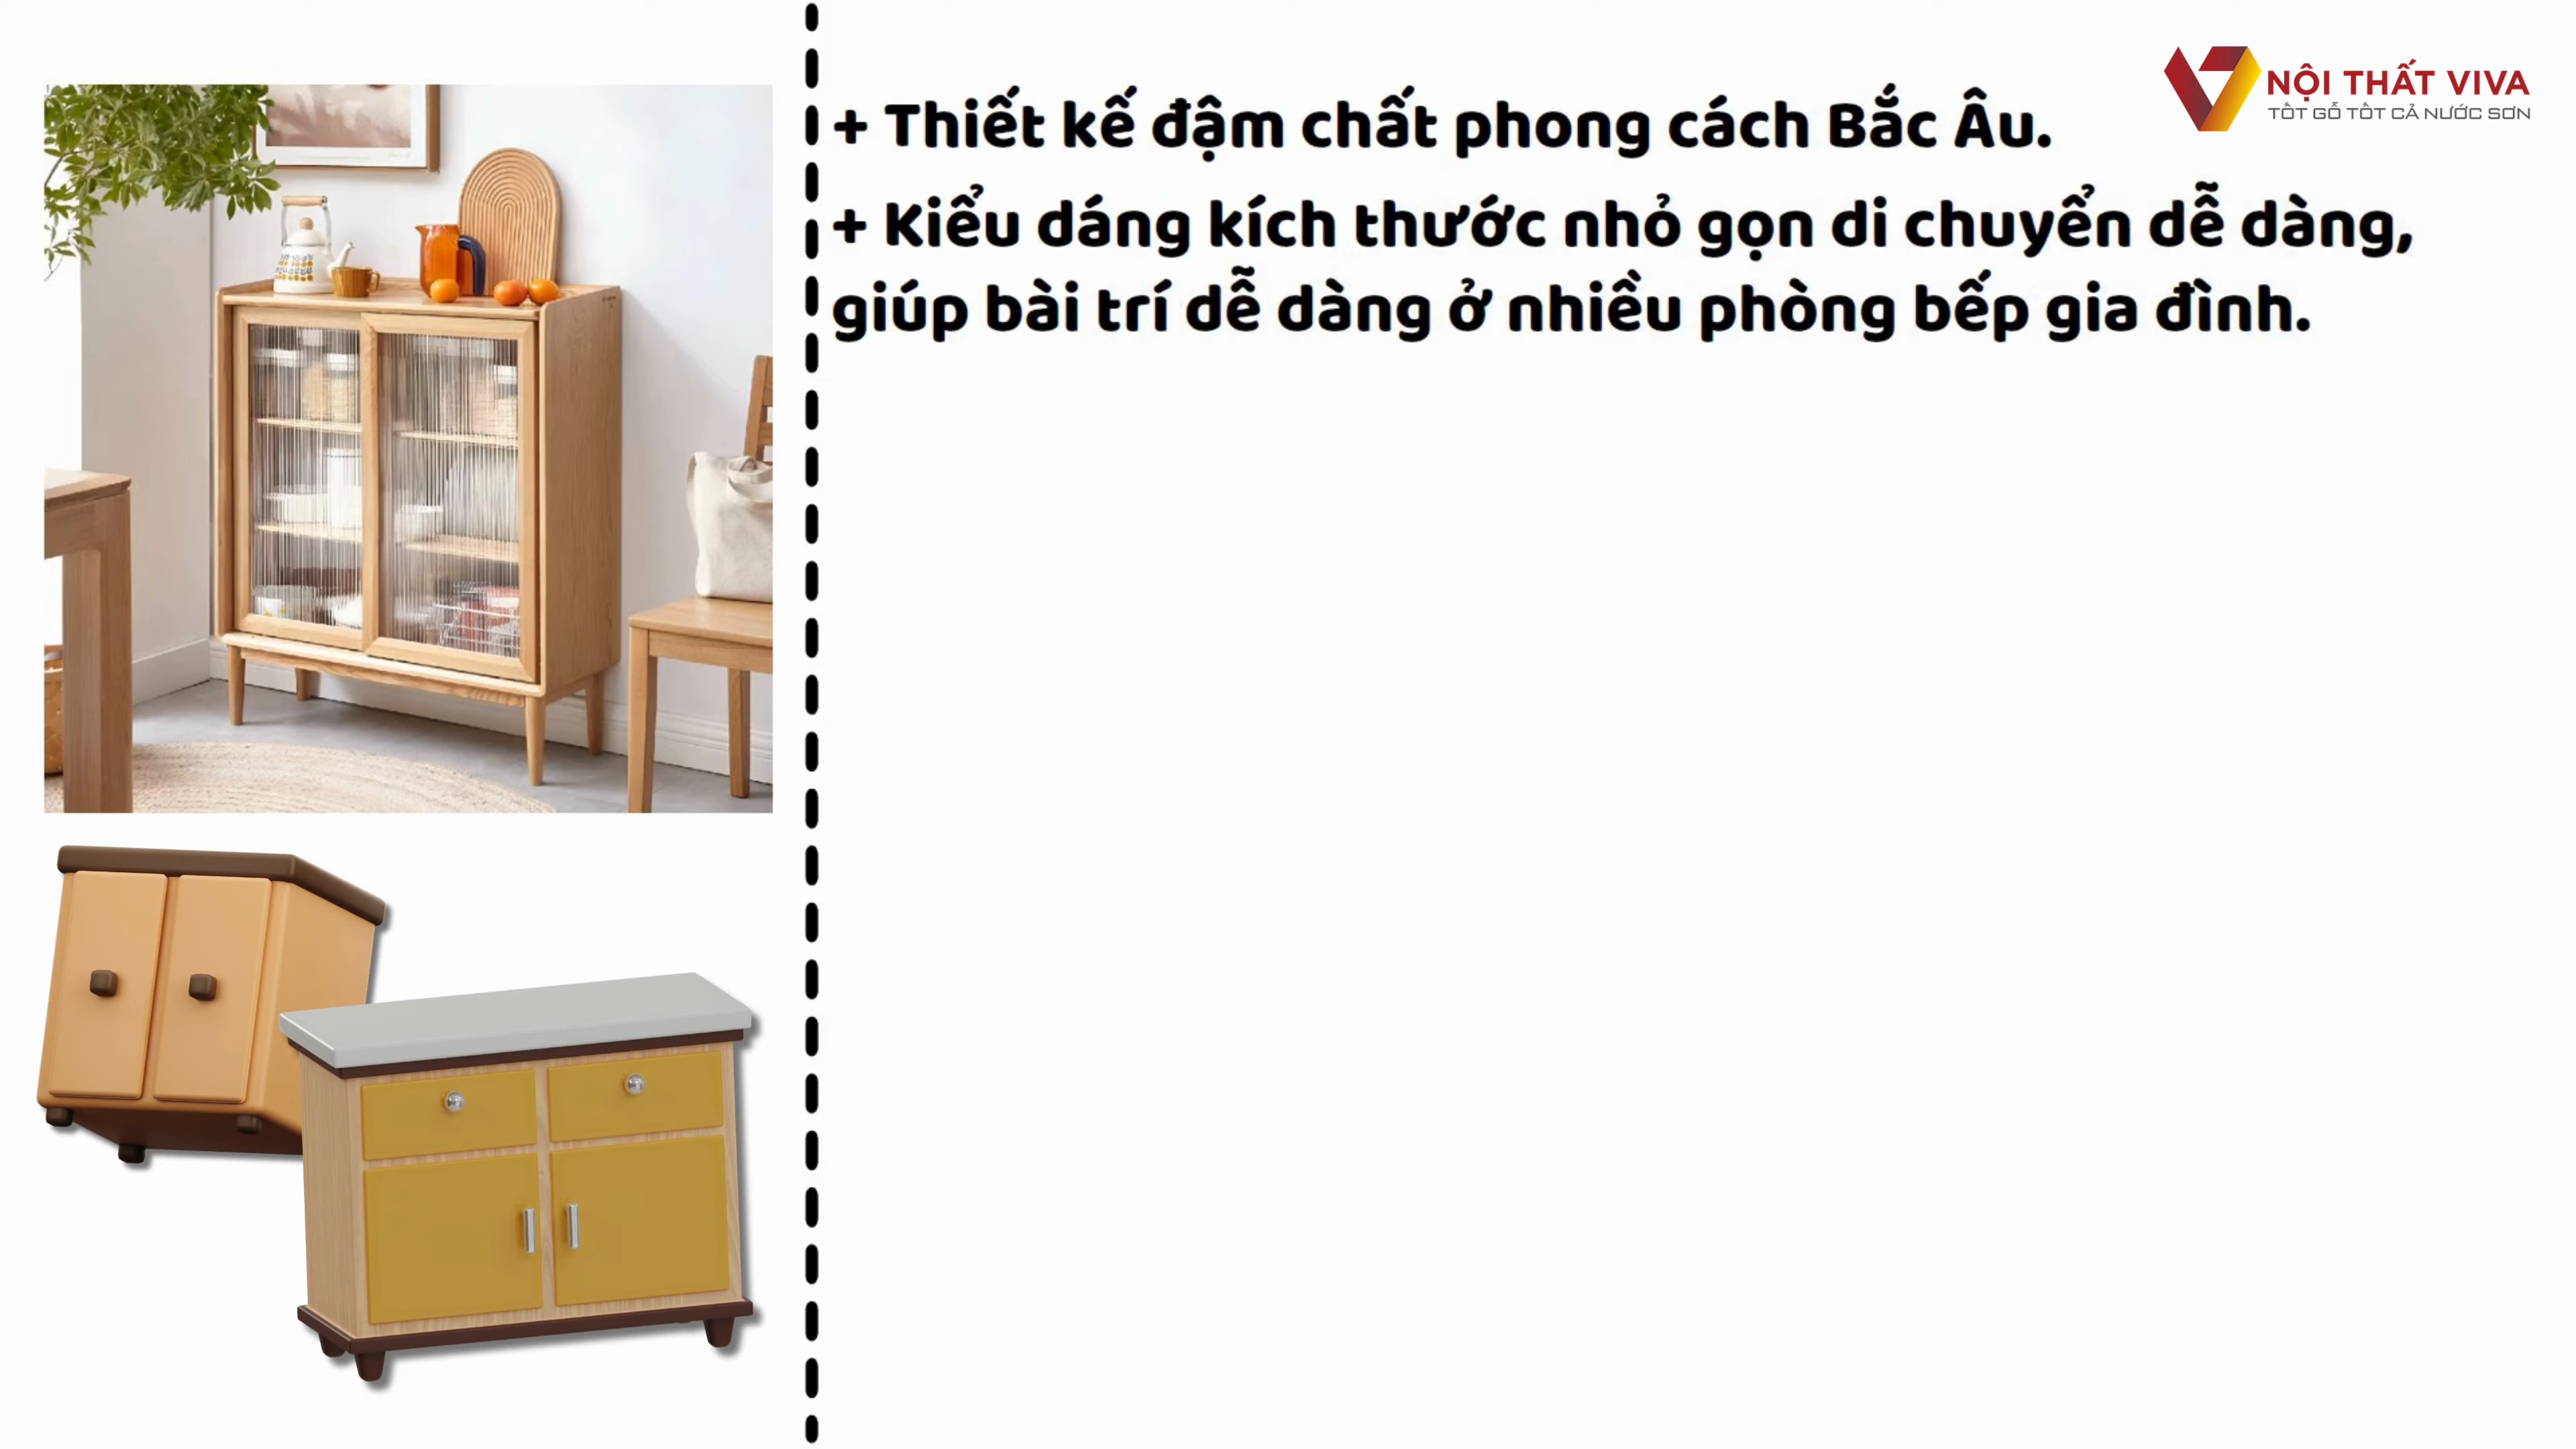 NỘI THẤT VIVA
TỐT GỖ TỐT CẢ NƯỚC SƠN
+ Thiết kế đậm chất phong cách Bắc Âu.
+ Kiểu dáng kích thước nhỏ gọn di chuyển dễ dàng,
giúp bài trí dễ dàng ở nhiều phòng bếp gia đình.